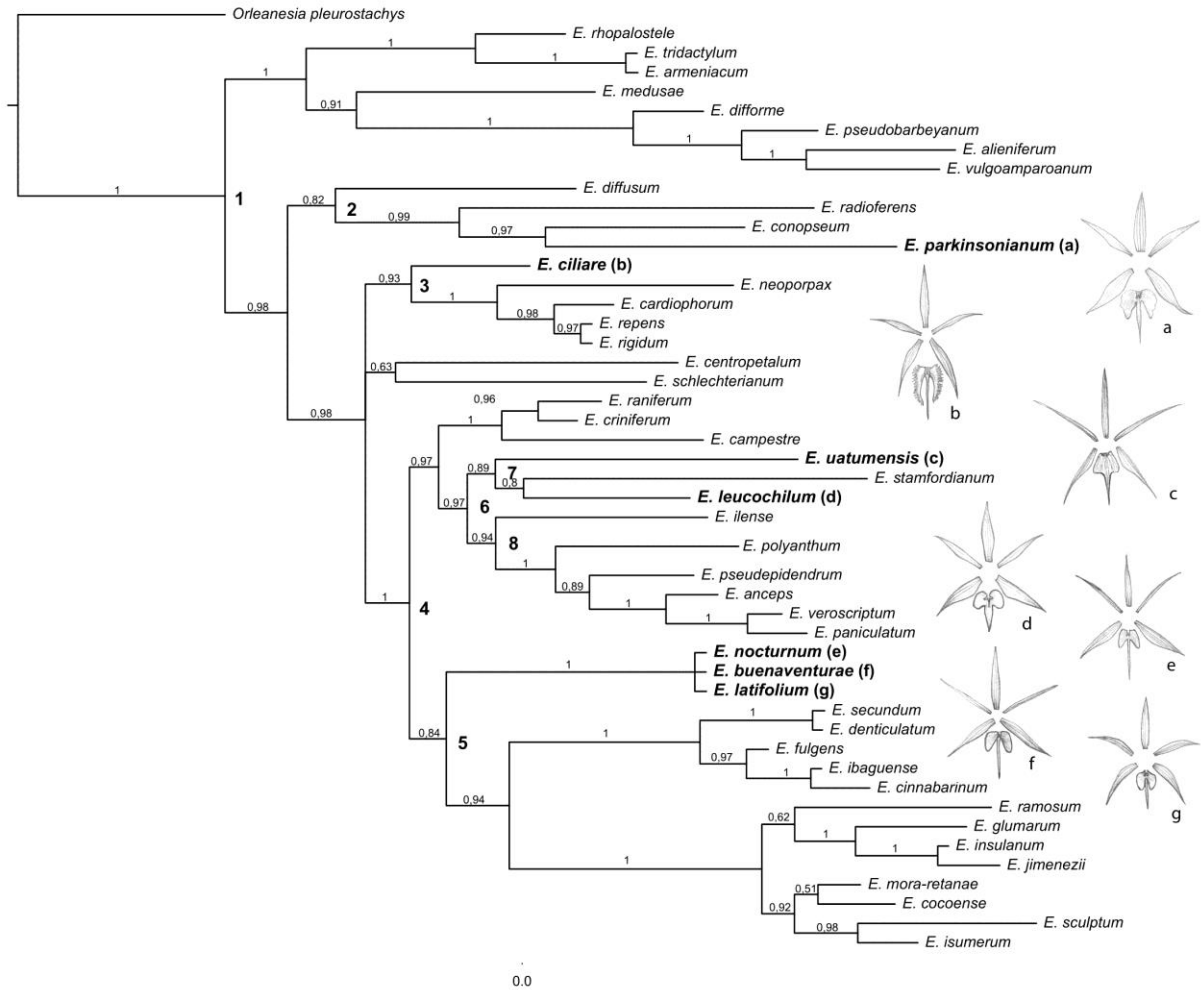 Orleanesia pleurostachys
E. rhopalostele
1
E. tridactylum
1
E. armeniacum
1
E. medusae
0,91
E. difforme
1
E. pseudobarbeyanum
1
E. alieniferum
1
E. vulgoamparoanum
1
1
E. diffusum
0,82
2
E. radioferens
0,99
E. conopseum
0,97
E. parkinsonianum (a)
E. ciliare (b)
0,93
3
E. neoporpax
1
a
0,98
E. cardiophorum
0,98
E. repens
0,97
E. rigidum
E. centropetalum
0,63
E. schlechterianum
b
0,98
E. raniferum
0,96
E. criniferum
1
E. campestre
0,97
E. uatumensis (c)
0,89
7
E. stamfordianum
0,8
c
E. leucochilum (d)
0,97
6
E. ilense
0,94
8
E. polyanthum
1
E. pseudepidendrum
0,89
E. anceps
1
4
1
E. veroscriptum
1
E. paniculatum
d
E. nocturnum (e)
1
E. buenaventurae (f)
e
E. latifolium (g)
E. secundum
1
E. denticulatum
0,84
5
1
E. fulgens
0,97
E. ibaguense
1
f
E. cinnabarinum
0,94
E. ramosum
0,62
g
E. glumarum
1
E. insulanum
1
E. jimenezii
1
E. mora-retanae
0,51
E. cocoense
0,92
E. sculptum
0,98
E. isumerum
0.0